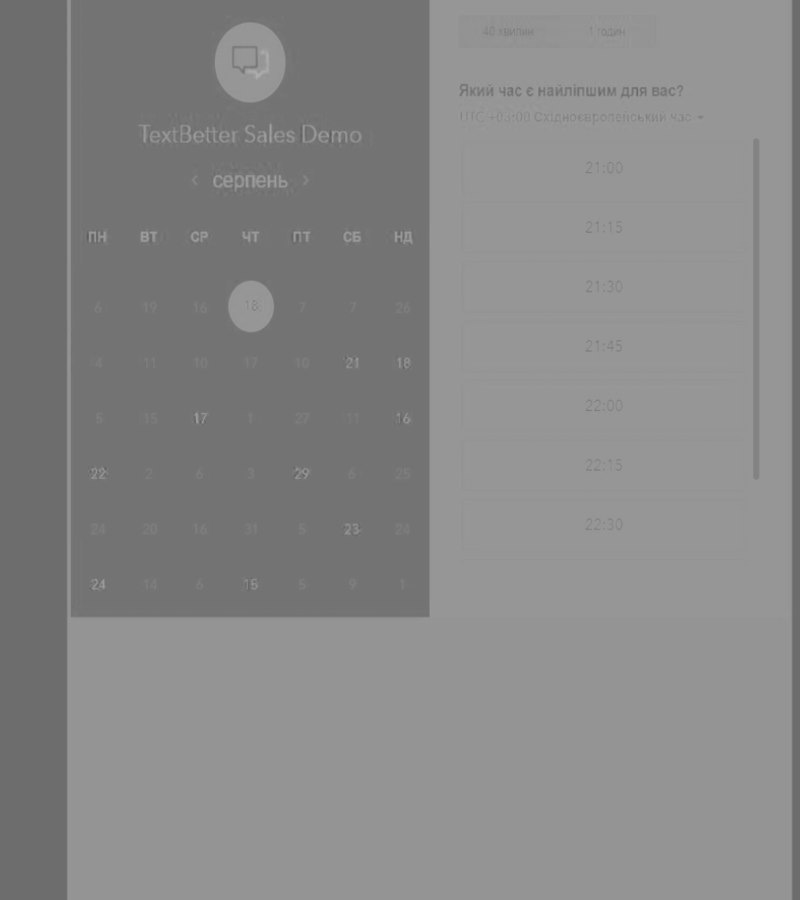 40 хвилин 1 годин
Який час є найліпшим для вас?
UTC +03:00 Східноєвропейський час
TextBetter Sales Demo
серпень
ПН ВТ СР ЧТ ПТ СБ НД
6 19 16 18 7 7 26
4 11 10 17 10 21 18
5 15 17 1 27 11 16
22 2 6 3 29 6 25
24 20 16 31 5 23 24
24 14 6 15 5 9 1
21:00
21:15
21:30
21:45
22:00
22:15
22:30